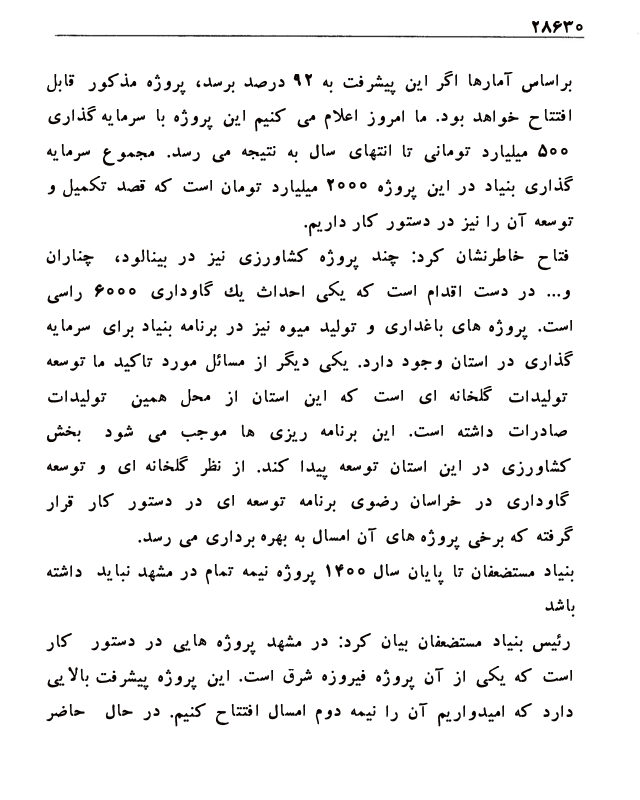 ۲۸۶۳۰
براساس آمارها اگر این پیشرفت به ۹۲ درصد برسد، پروژه مذکور قابل
افتتاح خواهد بود. ما امروز اعلام می کنیم این پروژه با سرمایه گذاری
۵۰۰ میلیارد تومانی تا انتهای سال به نتیجه می رسد. مجموع سرمایه
گذاری بنیاد در این پروژه ۲۰۰۰ میلیارد تومان است که قصد تکمیل و
توسعه آن را نیز در دستور کار داریم.
فتاح خاطرنشان کرد: چند پروژه کشاورزی نیز در بینالود، چناران
و... در دست اقدام است که یکی احداث یك گاوداری ۶۰۰۰ راسی
است. پروژه های باغداری و تولید میوه نیز در برنامه بنیاد برای سرمایه
گذاری در استان وجود دارد. یکی دیگر از مسائل مورد تاکید ما توسعه
تولیدات گلخانه ای است که این استان از محل همین تولیدات
صادرات داشته است. این برنامه ریزی ها موجب می شود بخش
کشاورزی در این استان توسعه پیدا کند. از نظر گلخانه ای و توسعه
گاوداری در خراسان رضوی برنامه توسعه ای در دستور کار قرار
گرفته که برخی پروژه های آن امسال به بهره برداری می رسد.
بنیاد مستضعفان تا پایان سال ۱۴۰۰ پروژه نیمه تمام در مشهد نباید داشته
باشد
رئیس بنیاد مستضعفان بیان کرد: در مشهد پروژه هایی در دستور کار
است که یکی از آن پروژه فیروزه شرق است. این پروژه پیشرفت بالایی
دارد که امیدواریم آن را نیمه دوم امسال افتتاح کنیم. در حال حاضر